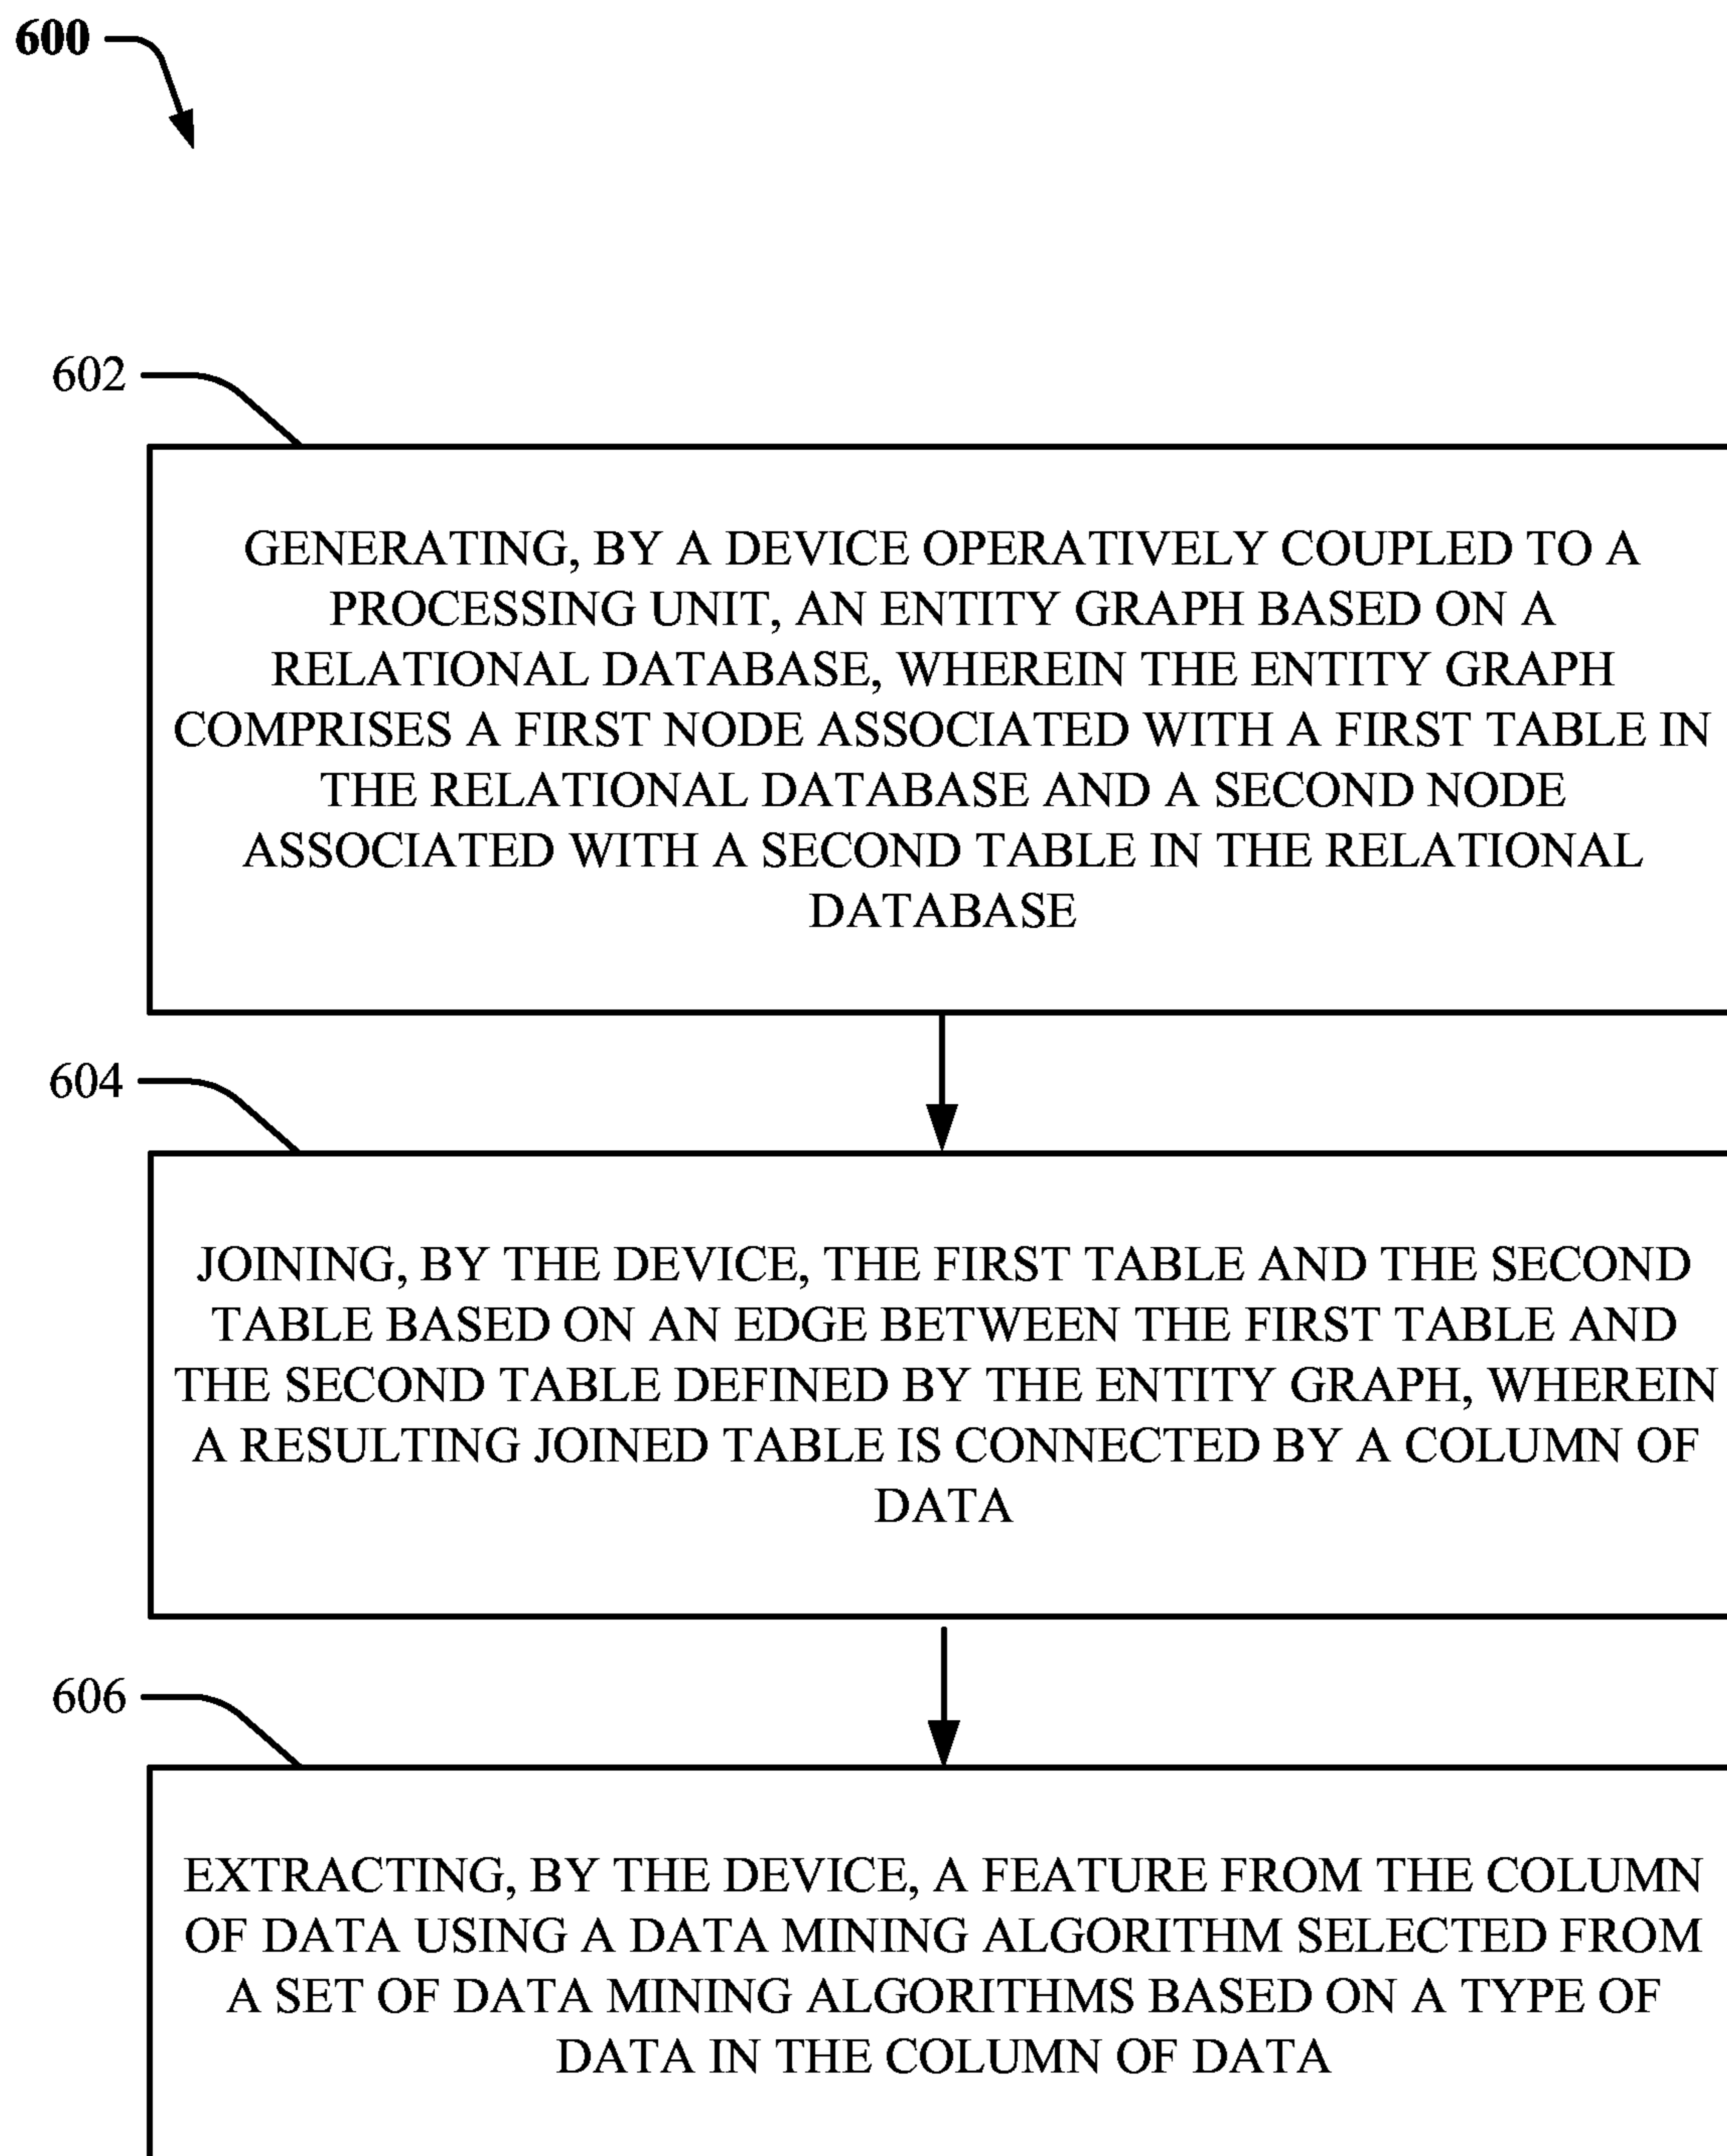 600
602
GENERATING, BY A DEVICE OPERATIVELY COUPLED TO A
PROCESSING UNIT, AN ENTITY GRAPH BASED ON A
RELATIONAL DATABASE, WHEREIN THE ENTITY GRAPH
COMPRISES A FIRST NODE ASSOCIATED WITH A FIRST TABLE IN
THE RELATIONAL DATABASE AND A SECOND NODE
ASSOCIATED WITH A SECOND TABLE IN THE RELATIONAL
DATABASE
604
JOINING, BY THE DEVICE, THE FIRST TABLE AND THE SECOND
TABLE BASED ON AN EDGE BETWEEN THE FIRST TABLE AND
THE SECOND TABLE DEFINED BY THE ENTITY GRAPH, WHEREIN
A RESULTING JOINED TABLE IS CONNECTED BY A COLUMN OF
DATA
606
EXTRACTING, BY THE DEVICE, A FEATURE FROM THE COLUMN
OF DATA USING A DATA MINING ALGORITHM SELECTED FROM
A SET OF DATA MINING ALGORITHMS BASED ON A TYPE OF
DATA IN THE COLUMN OF DATA